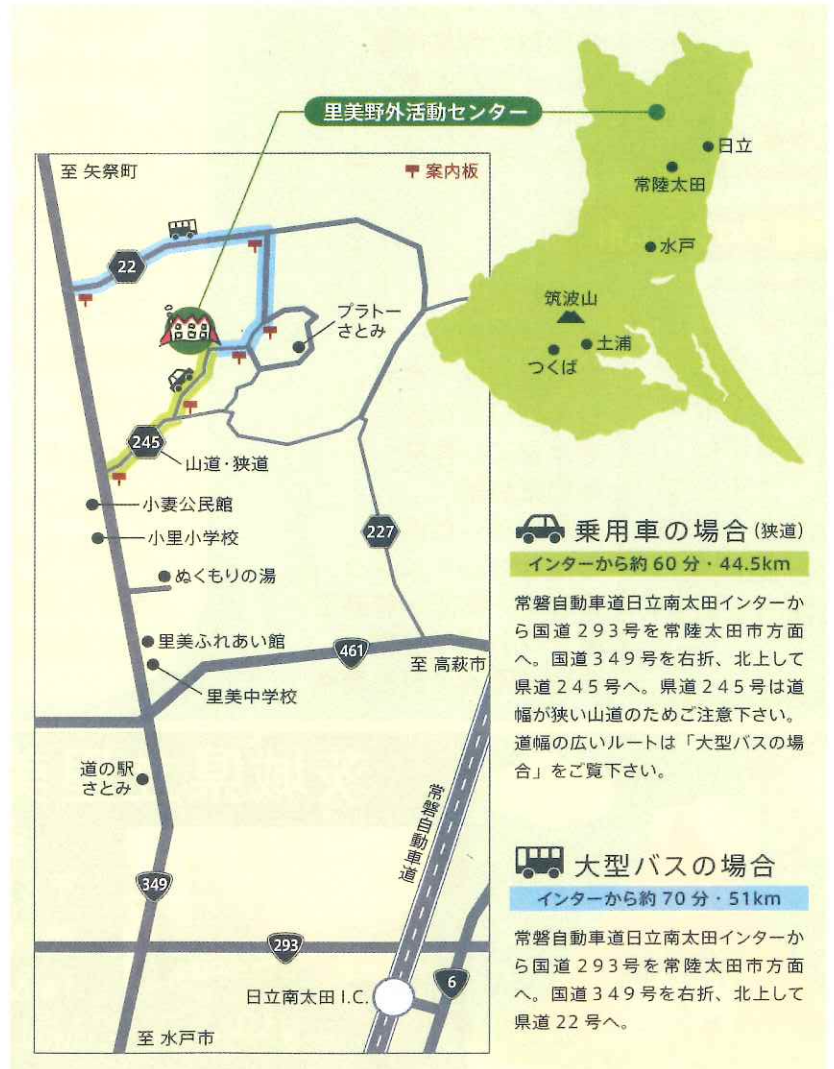 里美野外活動センター
日立
常陸太田
水戸
筑波山
土浦
つくば
至 矢祭町
案内板
22
プラトー
さとみ
245
山道・狭道
小妻公民館
小里小学校
227
ぬくもりの湯
里美ふれあい館
461
至 高萩市
里美中学校
道の駅
さとみ
常磐自動車道
349
293
日立南太田 I.C.
6
至 水戸市
乗用車の場合(狭道)
インターから約 60 分・44.5km
常磐自動車道日立南太田インターか
ら国道293号を常陸太田市方面
へ。国道349号を右折、北上して
県道245号へ。県道245号は道
幅が狭い山道のためご注意下さい。
道幅の広いルートは「大型バスの場
合」をご覧下さい。
大型バスの場合
インターから約 70 分・51km
常磐自動車道日立南太田インターか
ら国道293号を常陸太田市方面
へ。国道349号を右折、北上して
県道 22 号へ。